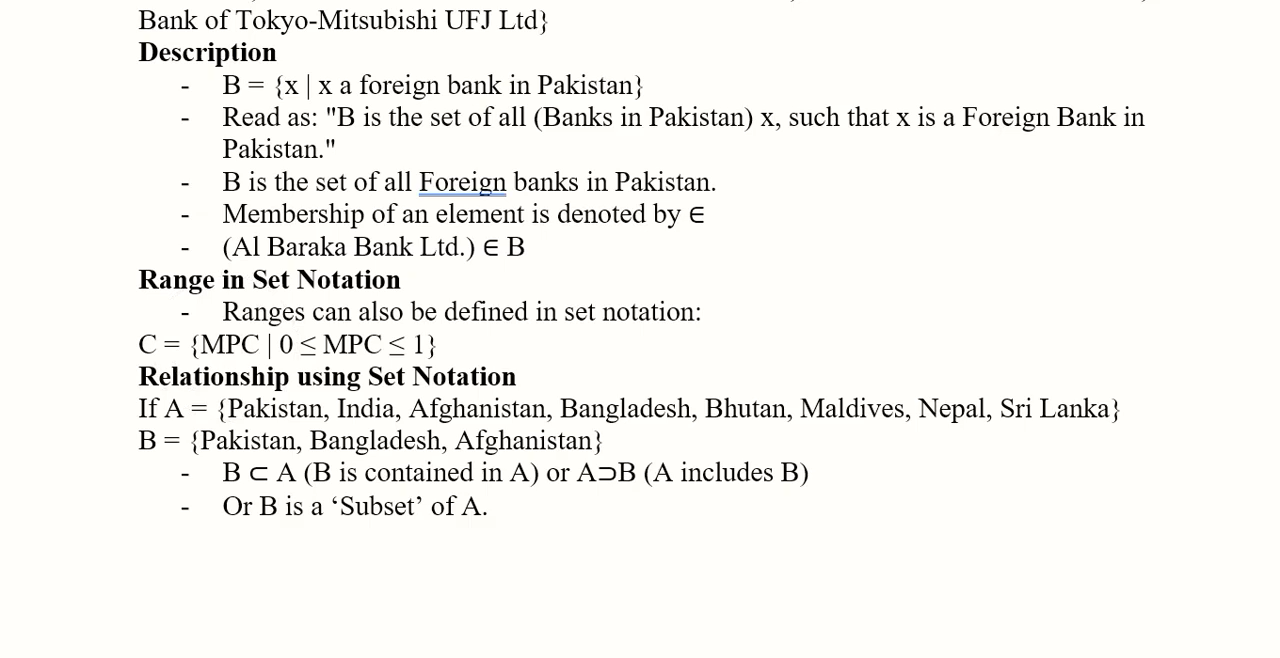 Bank of Tokyo-Mitsubishi UFJ Ltd}
Description
- B = {x | x a foreign bank in Pakistan}
- Read as: "B is the set of all (Banks in Pakistan) x, such that x is a Foreign Bank in
Pakistan."
- B is the set of all Foreign banks in Pakistan.
- Membership of an element is denoted by ∈
- (Al Baraka Bank Ltd.) ∈ B
Range in Set Notation
- Ranges can also be defined in set notation:
C = {MPC | 0 ≤ MPC ≤ 1}
Relationship using Set Notation
If A = {Pakistan, India, Afghanistan, Bangladesh, Bhutan, Maldives, Nepal, Sri Lanka}
B = {Pakistan, Bangladesh, Afghanistan}
- B ⊂ A (B is contained in A) or A⊃B (A includes B)
- Or B is a ‘Subset’ of A.